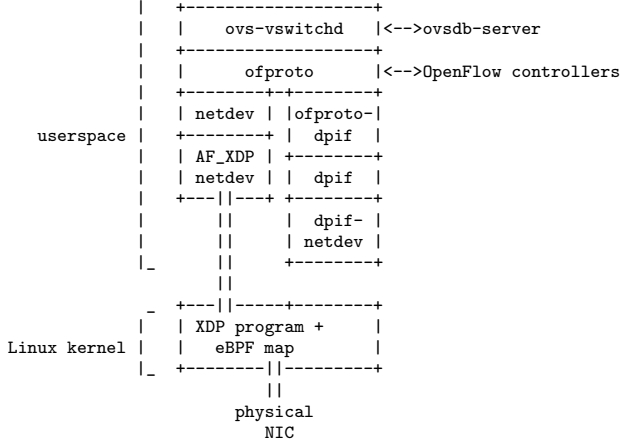 ovs-vswitchd |<-->ovsdb-server
ofproto |<-->OpenFlow controllers
netdev | |ofproto-|
userspace | dpif
AF_XDP
netdev | | dpif
dpif-
netdev
XDP program +
Linux kernel | | eBPF map
physical
NIC